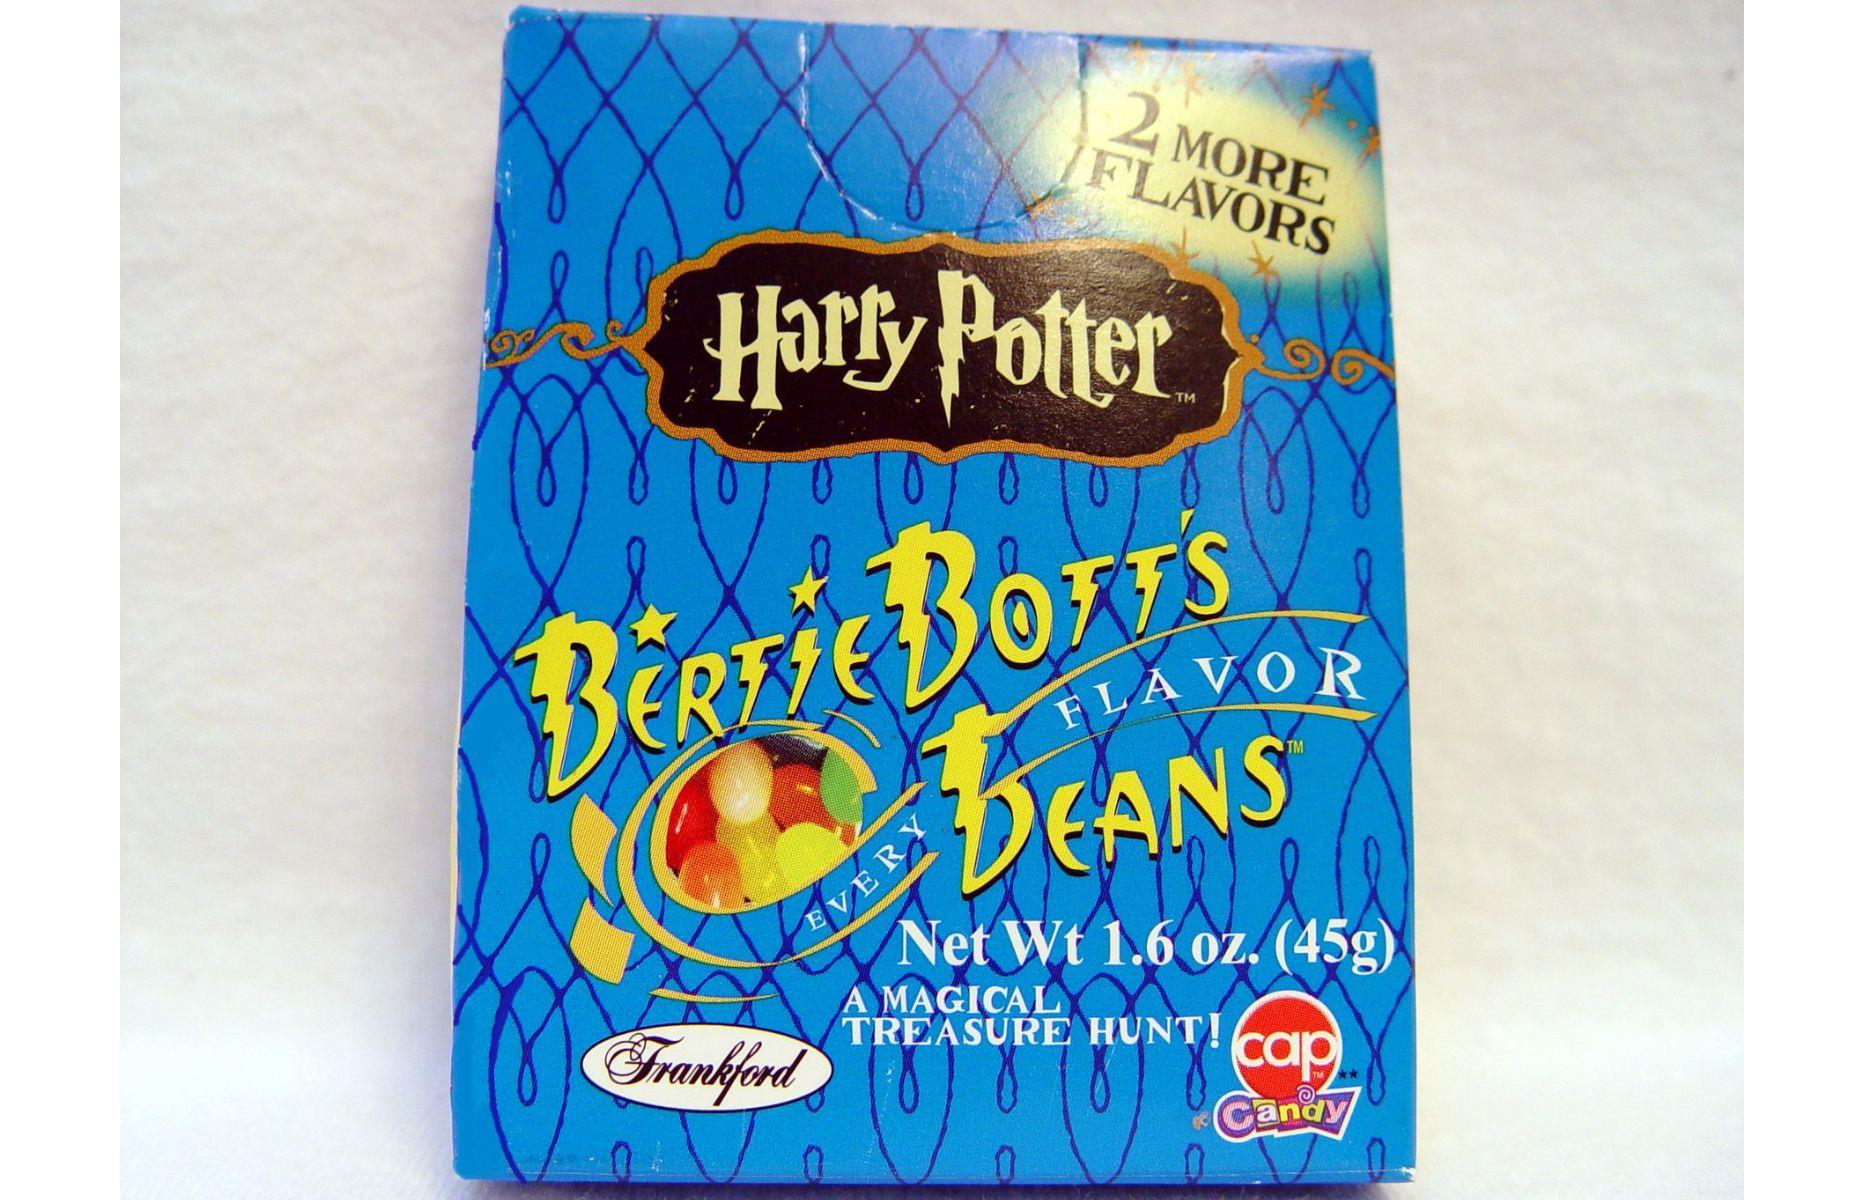 2 MORE
FLAVORS
Harry Potter™
BERTIE BOTT'S
EVERY FLAVOR
BEANS™
Net Wt 1.6 oz. (45g)
A MAGICAL
TREASURE HUNT!
Frankford
cap™**
Candy